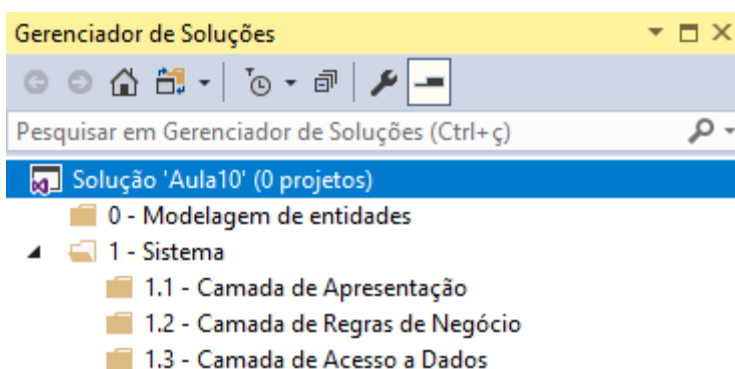 Gerenciador de Soluções
Pesquisar em Gerenciador de Soluções (Ctrl+ç)
Solução 'Aula10' (0 projetos)
0 - Modelagem de entidades
1 - Sistema
1.1 - Camada de Apresentação
1.2 - Camada de Regras de Negócio
1.3 - Camada de Acesso a Dados